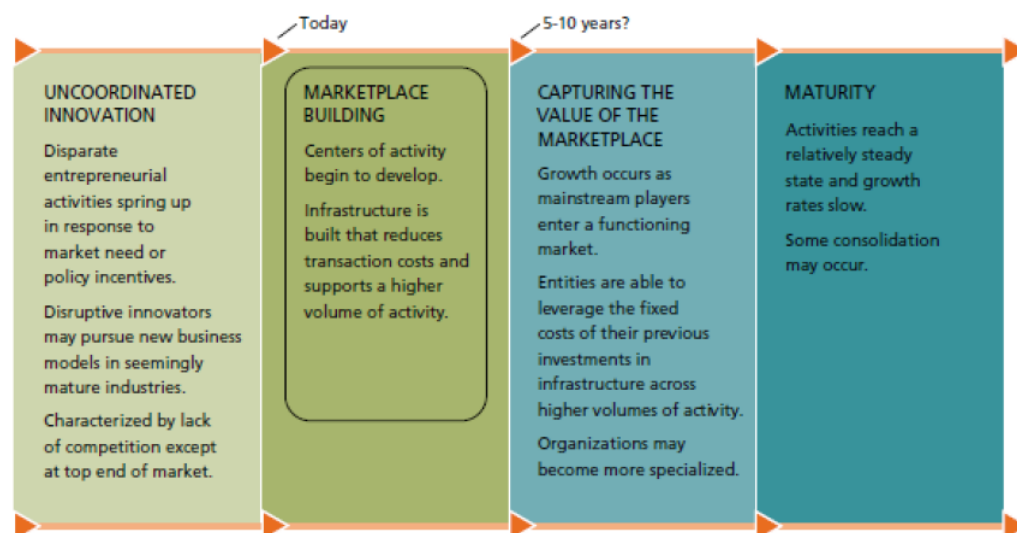 Today
5-10 years?
UNCOORDINATED
INNOVATION
Disparate
entrepreneurial
activities spring up
in response to
market need or
policy incentives.
Disruptive innovators
may pursue new business
models in seemingly
mature industries.
Characterized by lack
of competition except
at top end of market.
MARKETPLACE
BUILDING
Centers of activity
begin to develop.
Infrastructure is
built that reduces
transaction costs and
supports a higher
volume of activity.
CAPTURING THE
VALUE OF THE
MARKETPLACE
Growth occurs as
mainstream players
enter a functioning
market.
Entities are able to
leverage the fixed
costs of their previous
investments in
infrastructure across
higher volumes of activity.
Organizations may
become more specialized.
MATURITY
Activities reach a
relatively steady
state and growth
rates slow.
Some consolidation
may occur.